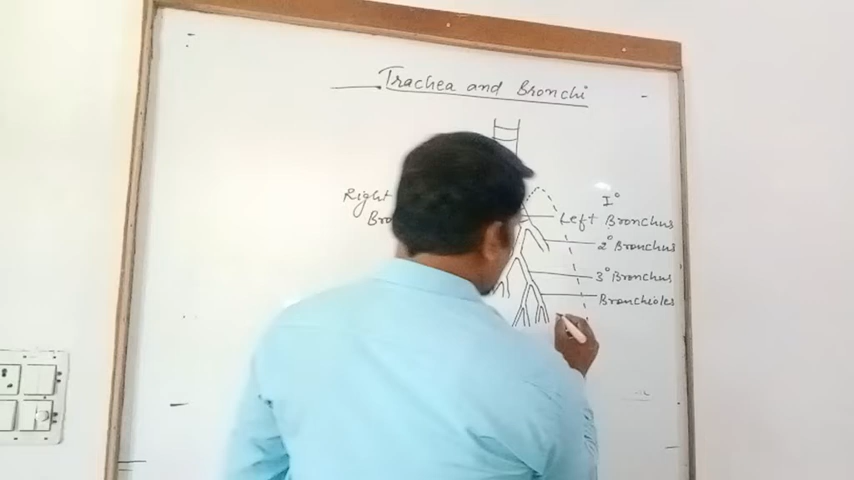 Trachea and Bronchi
Right
I°
Left Bronchus
2° Bronchus
3° Bronchus
Bronchioles